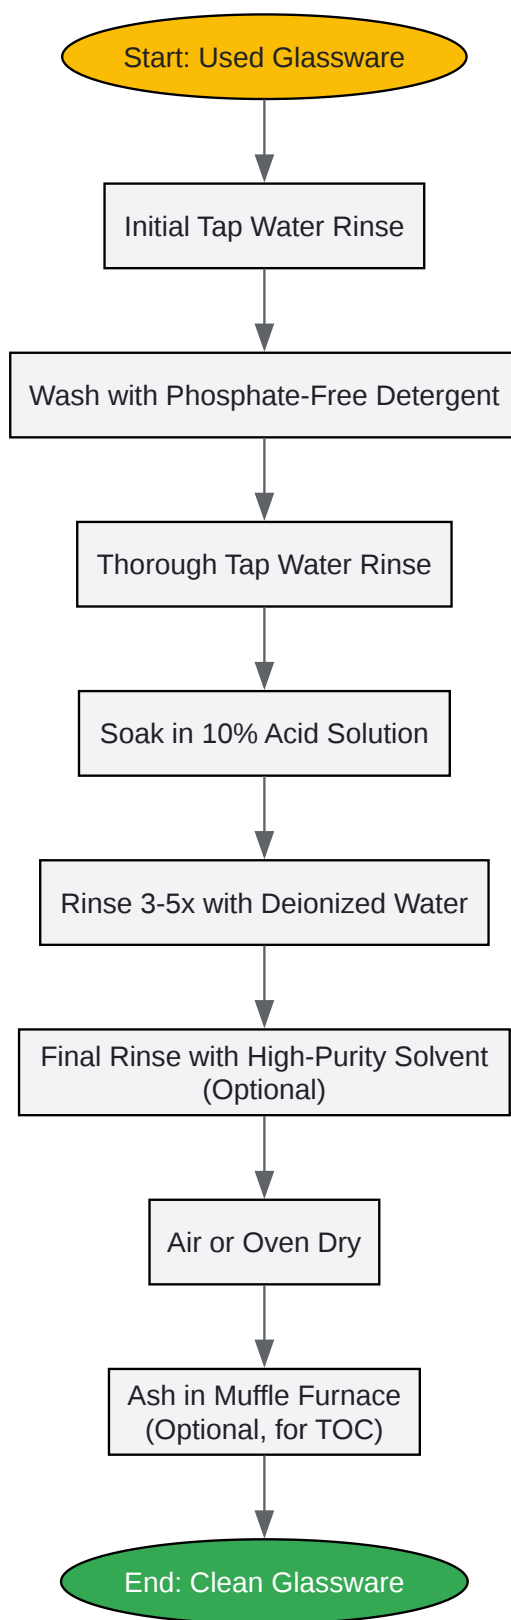 Start: Used Glassware
Initial Tap Water Rinse
Wash with Phosphate-Free Detergent
Thorough Tap Water Rinse
Soak in 10% Acid Solution
Rinse 3-5x with Deionized Water
Final Rinse with High-Purity Solvent
(Optional)
Air or Oven Dry
Ash in Muffle Furnace
(Optional, for TOC)
End: Clean Glassware